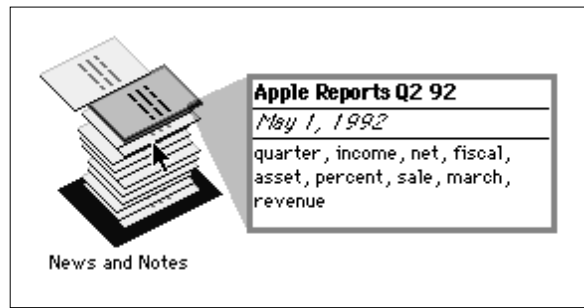 Apple Reports Q2 92
May 1, 1992
quarter, income, net, fiscal,
asset, percent, sale, march,
revenue
News and Notes